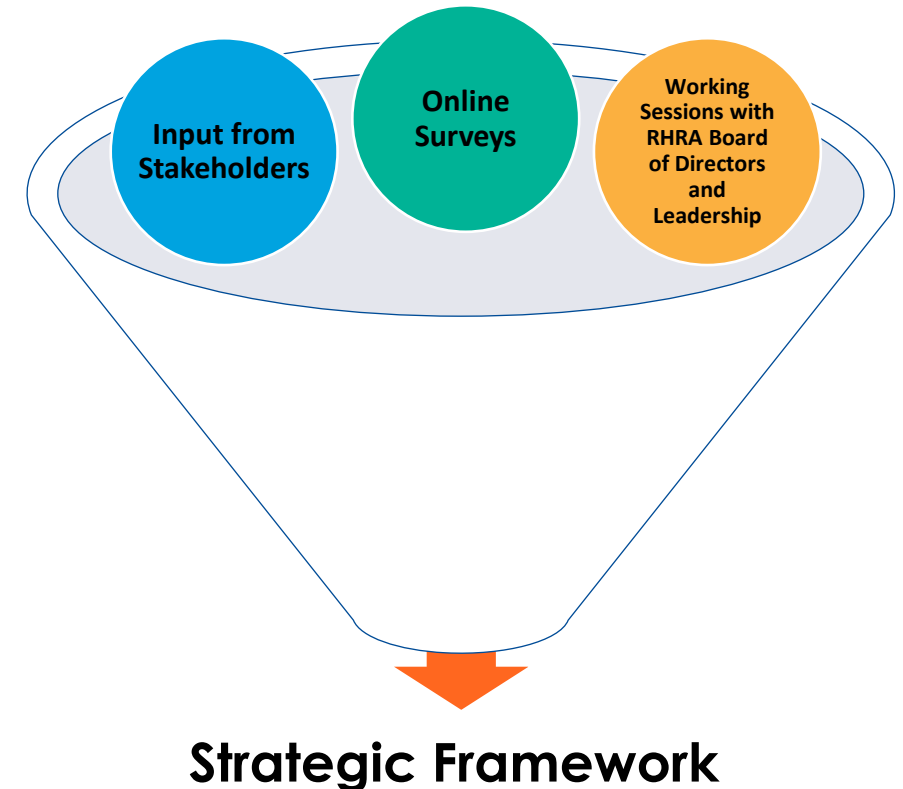 Input from
Stakeholders
Online
Surveys
Working
Sessions with
RHRA Board
of Directors
and
Leadership
Strategic Framework